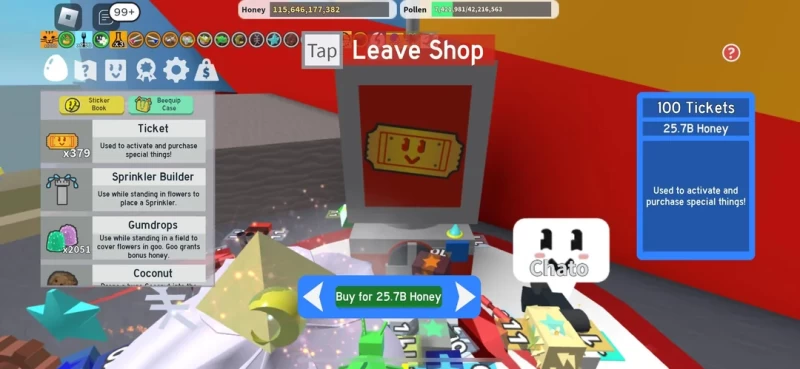 99+
Honey 115,646,177,382
Pollen
Tap Leave Shop
Sticker Book
Beequip Case
Ticket
Used to activate and purchase special things!
x379
Sprinkler Builder
Use while standing in flowers to place a Sprinkler.
Gumdrops
Use while standing in a field to cover flowers in goo. Goo grants bonus honey.
x2051
Coconut
100 Tickets
25.7B Honey
Used to activate and purchase special things!
Chato
Buy for 25.7B Honey